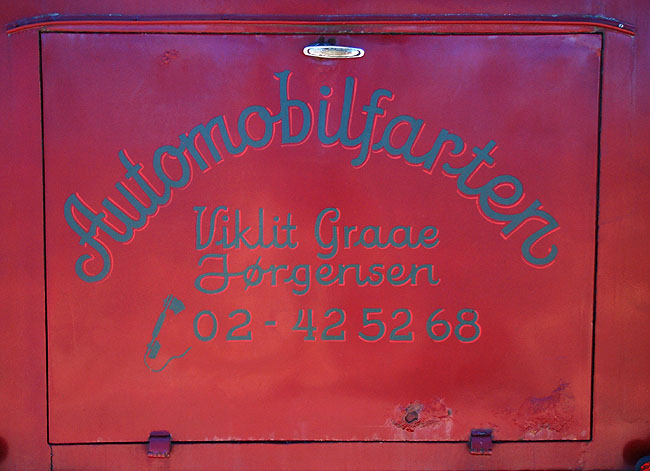 Automobilfarten
Viklit Graae
Jørgensen
02 - 42 52 68